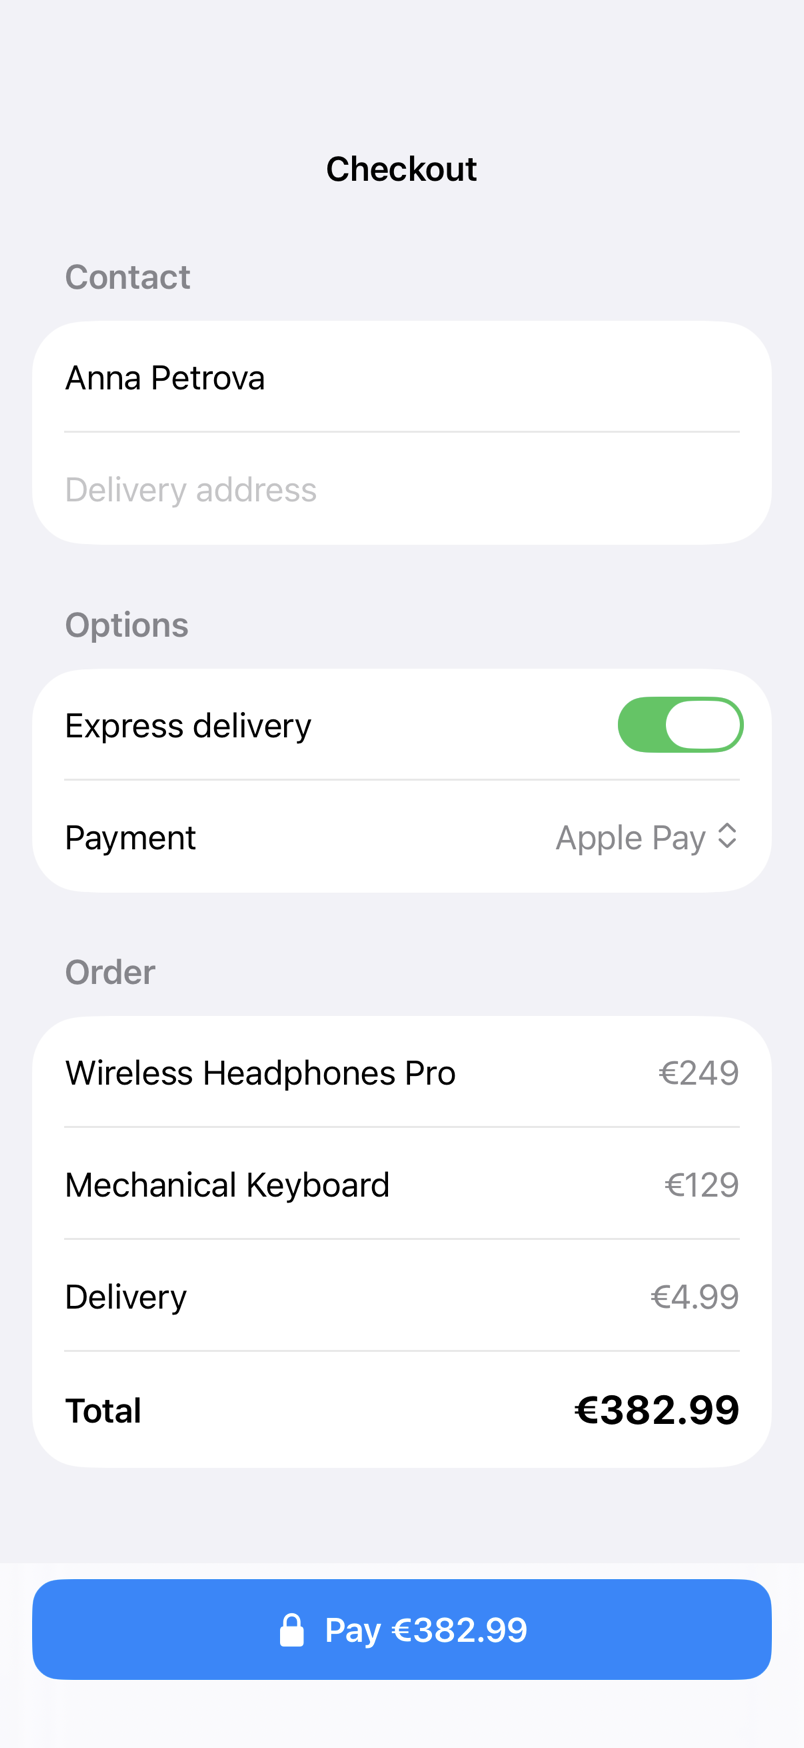 Checkout
Contact
Anna Petrova
Delivery address
Options
Express delivery
Payment Apple Pay
Order
Wireless Headphones Pro €249
Mechanical Keyboard €129
Delivery €4.99
Total €382.99
Pay €382.99